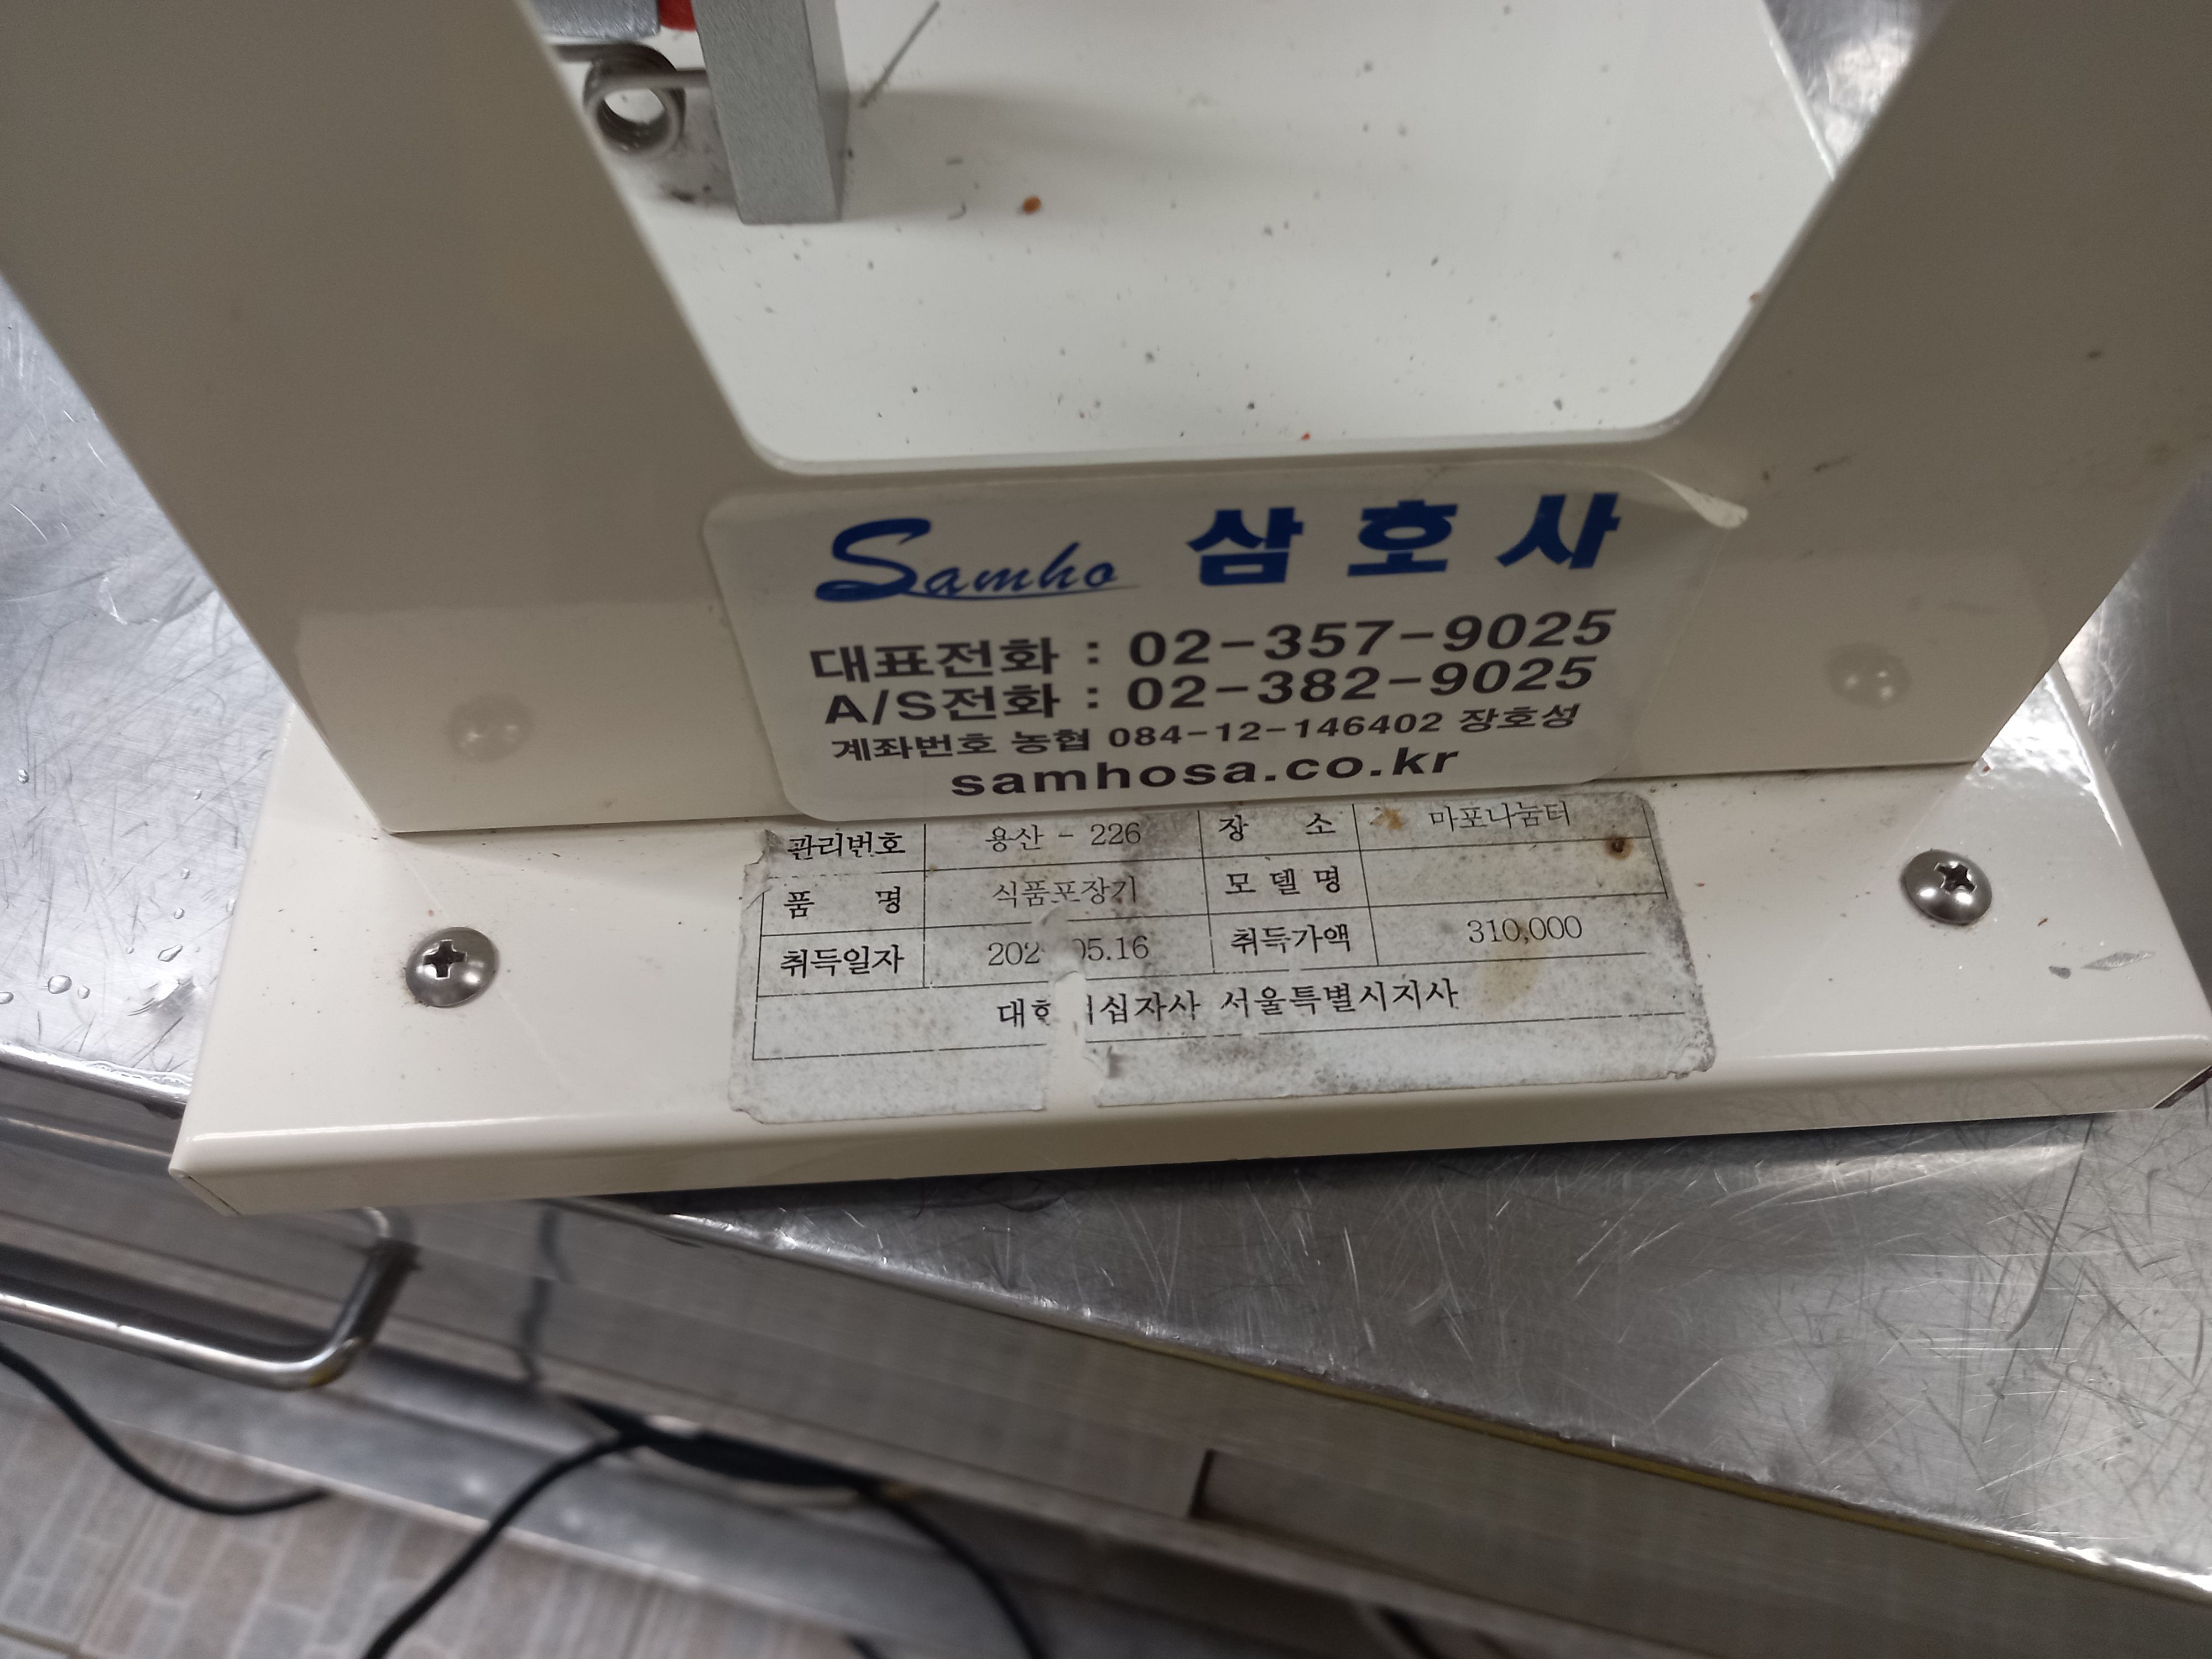 Samho 삼호사
대표전화 : 02-357-9025
A/S전화 : 02-382-9025
계좌번호 농협 084-12-146402 장호성
samhosa.co.kr
관리번호 용산 - 226 장 소 마포나눔터
품 명 식품포장기 모델명
취득일자 취득가액 310,000
서울특별시지사